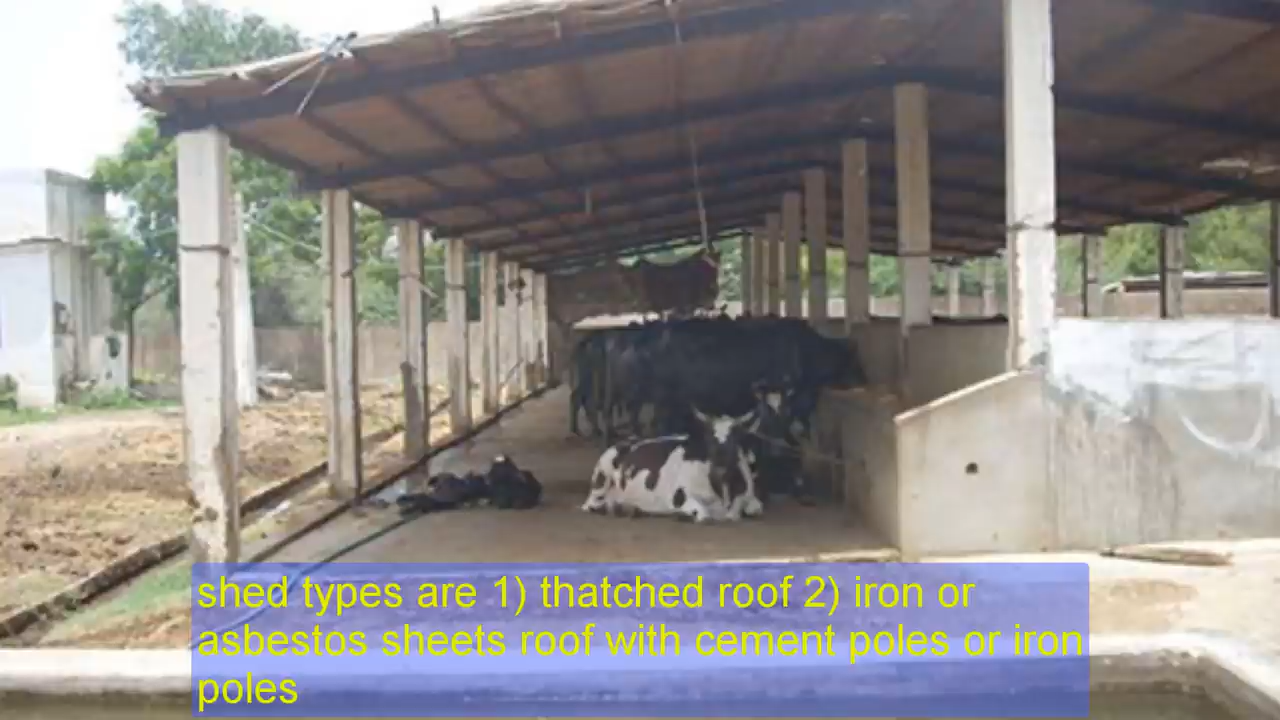 shed types are 1) thatched roof 2) iron or
asbestos sheets roof with cement poles or iron
poles